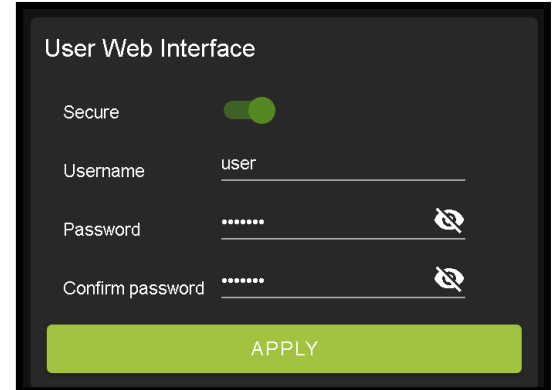 User Web Interface
Secure
Username user
Password •••••••
Confirm password •••••••
APPLY